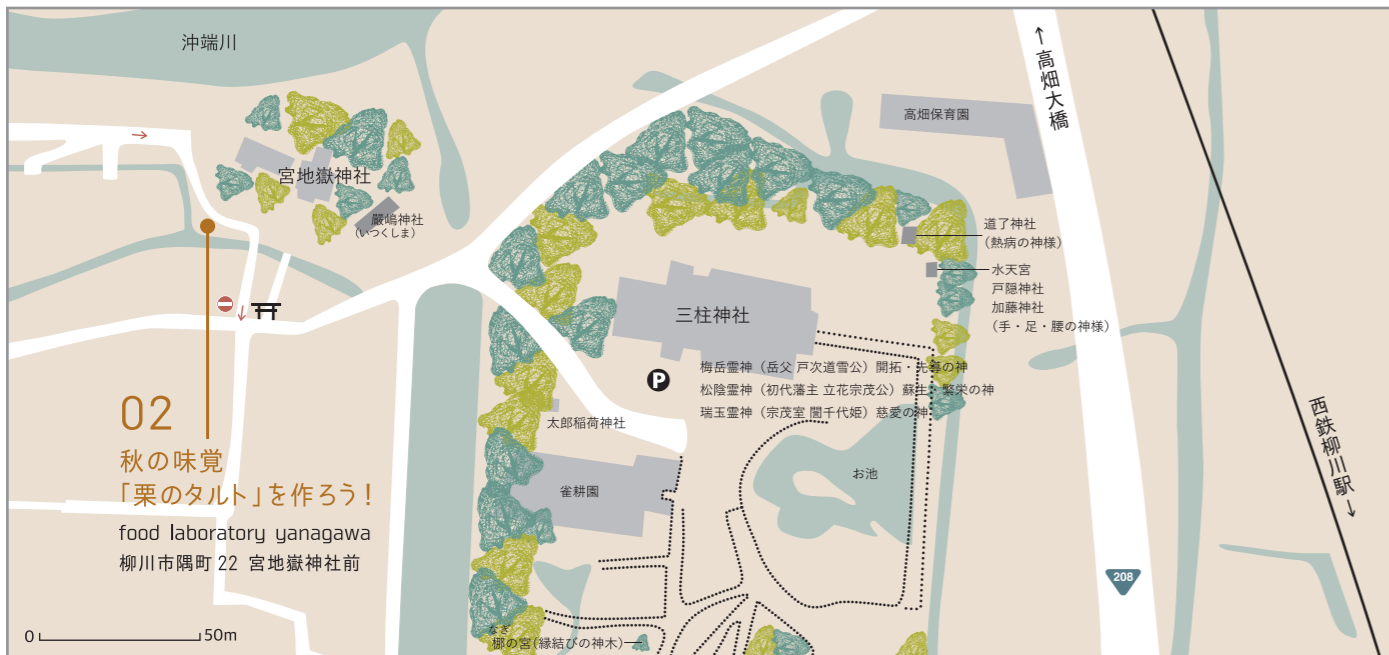 沖端川
宮地嶽神社
嚴嶋神社
(いつくしま)
↑高畑大橋
高畑保育園
道了神社
(熱病の神様)
水天宮
戸隠神社
加藤神社
(手・足・腰の神様)
三柱神社
P
梅岳霊神（岳父 戸次道雪公）開拓・先導の神
松陰霊神（初代藩主 立花宗茂公）蘇生・繁栄の神
瑞玉霊神（宗茂室 誾千代姫）慈愛の神
太郎稲荷神社
雀耕園
お池
西鉄柳川駅→
208
02
秋の味覚
「栗のタルト」を作ろう！
food laboratory yanagawa
柳川市隅町 22 宮地嶽神社前
0 50m
なぎ
梛の宮(縁結びの神木)